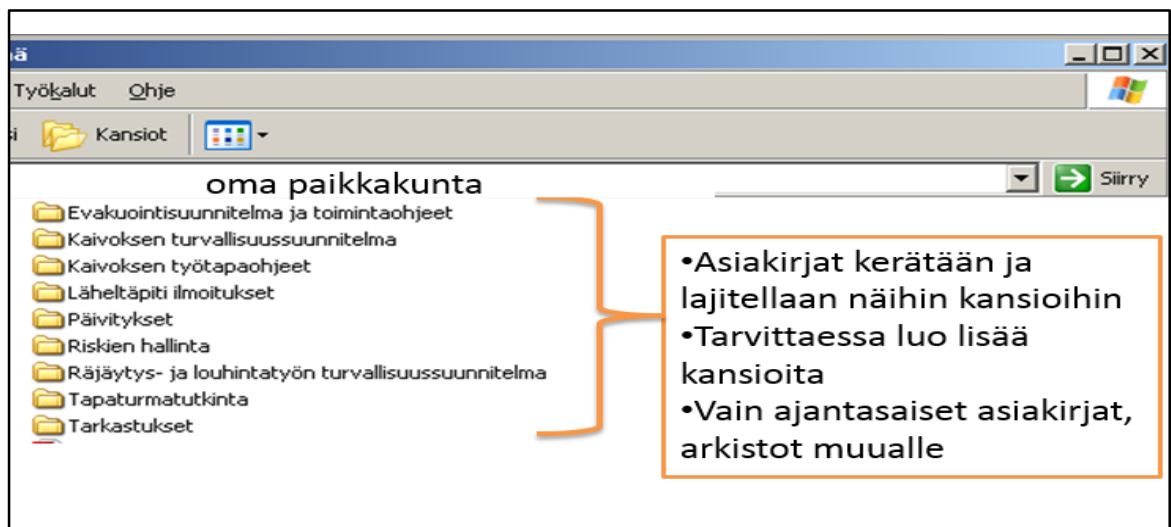 ä
Työkalut Ohje
Kansiot
oma paikkakunta
Siirry
Evakuointisuunnitelma ja toimintaohjeet
Kaivoksen turvallisuussuunnitelma
Kaivoksen työtapaohjeet
Läheltäpiti ilmoitukset
Päivitykset
Riskien hallinta
Räjäytys- ja louhintatyön turvallisuussuunnitelma
Tapaturmatutkinta
Tarkastukset
•Asiakirjat kerätään ja
lajitellaan näihin kansioihin
•Tarvittaessa luo lisää
kansioita
•Vain ajantasaiset asiakirjat,
arkistot muualle